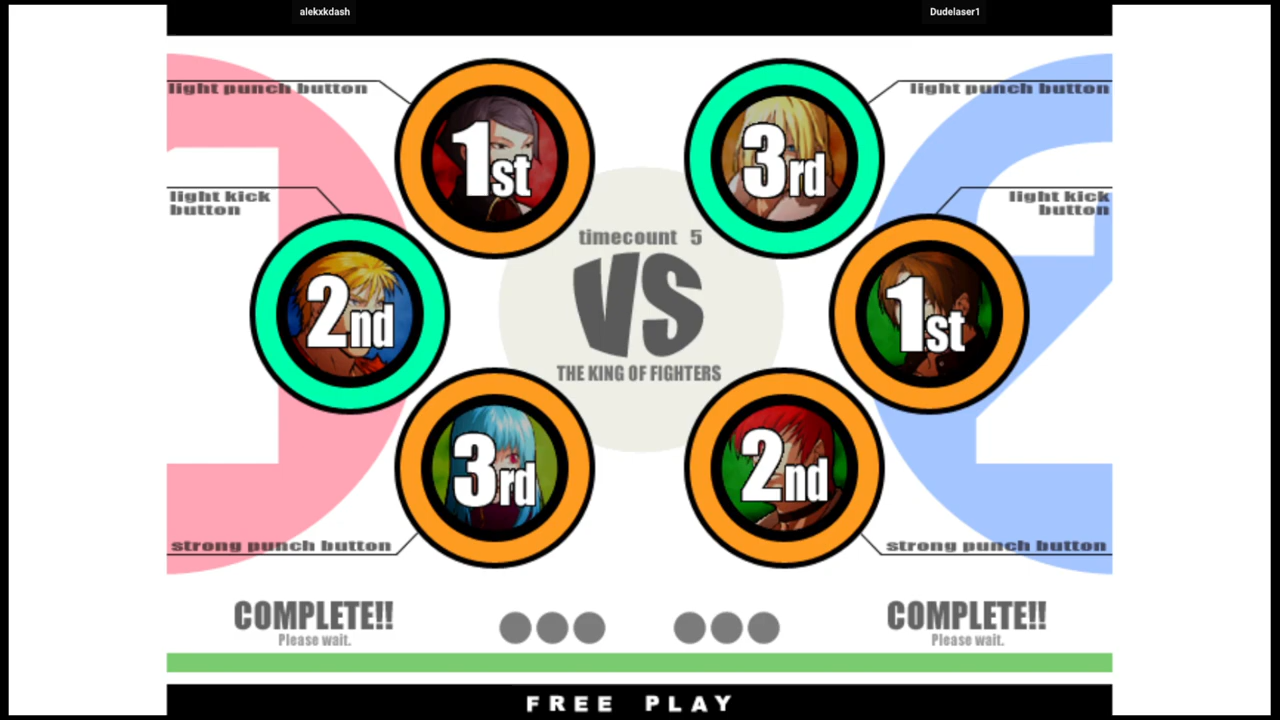 alekxkdash
Dudelaser1
light punch button
light punch button
1st
3rd
light kick
button
light kick
button
timecount 5
VS
THE KING OF FIGHTERS
2nd
1st
3rd
2nd
strong punch button
strong punch button
COMPLETE!!
Please wait.
COMPLETE!!
Please wait.
FREE PLAY